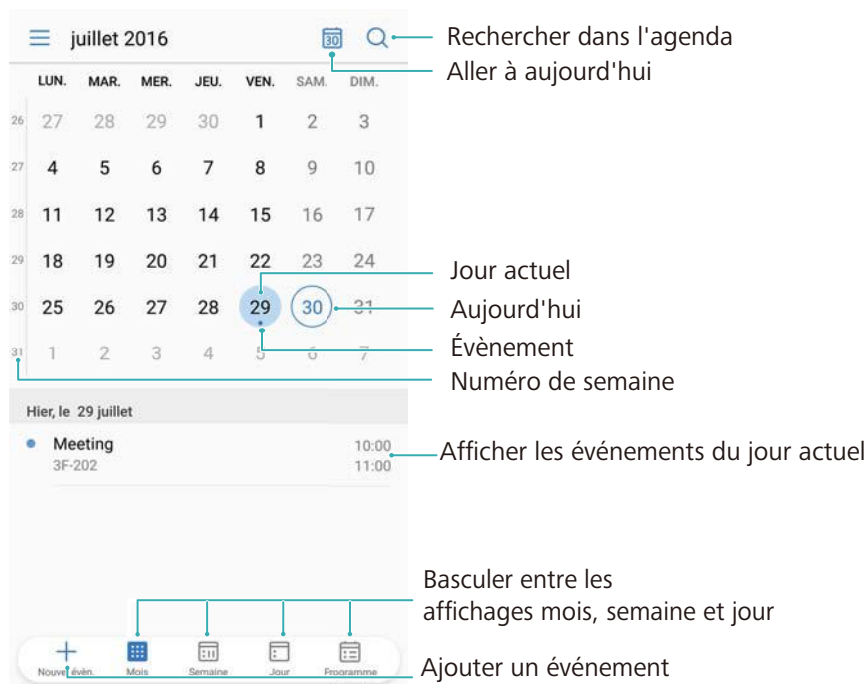 juillet 2016
30
Rechercher dans l'agenda
Aller à aujourd'hui
LUN. MAR. MER. JEU. VEN. SAM. DIM.
26 27 28 29 30 1 2 3
27 4 5 6 7 8 9 10
28 11 12 13 14 15 16 17
29 18 19 20 21 22 23 24
Jour actuel
30 25 26 27 28 29 30 31
Aujourd'hui
Évènement
31 1 2 3 4 5 6 7
Numéro de semaine
Hier, le 29 juillet
Meeting 10:00
3F-202 11:00
Afficher les événements du jour actuel
Basculer entre les
affichages mois, semaine et jour
Nouvel évèn. Mois Semaine Jour Programme
Ajouter un événement